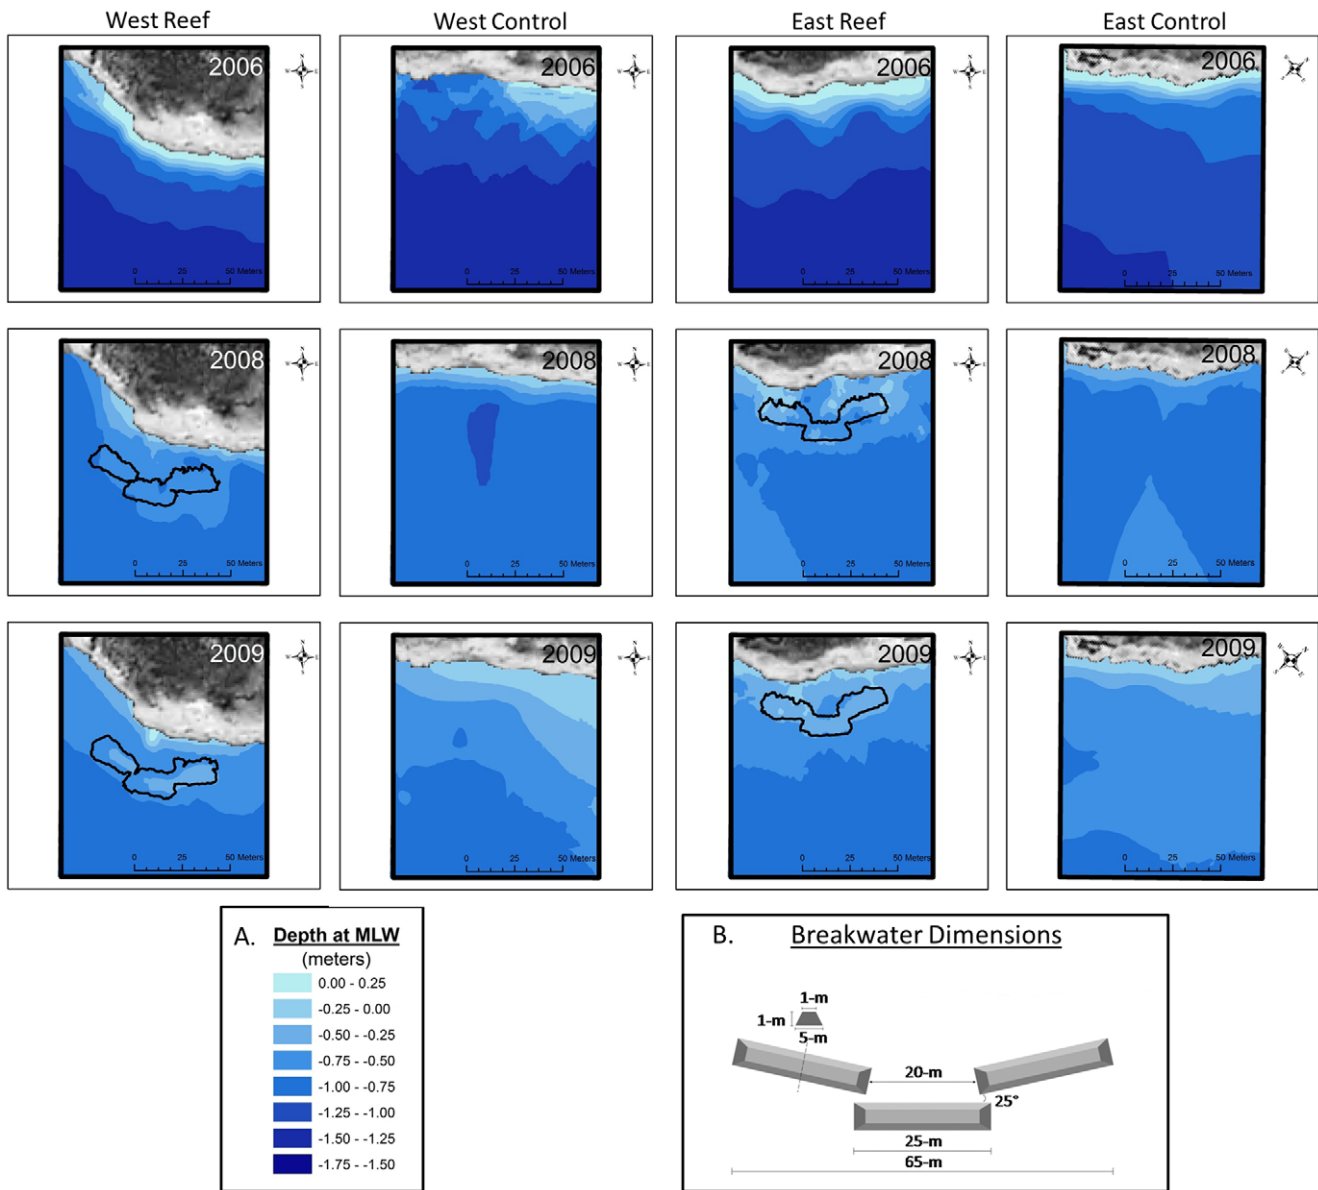 West Reef
West Control
East Reef
East Control
2006
2006
2006
2006
0 25 50 Meters
0 25 50 Meters
0 25 50 Meters
0 25 50 Meters
2008
2008
2008
2008
0 25 50 Meters
0 25 50 Meters
0 25 50 Meters
0 25 50 Meters
2009
2009
2009
2009
0 25 50 Meters
0 25 50 Meters
0 25 50 Meters
0 25 50 Meters
A. Depth at MLW
(meters)
0.00 - 0.25
-0.25 - 0.00
-0.50 - -0.25
-0.75 - -0.50
-1.00 - -0.75
-1.25 - -1.00
-1.50 - -1.25
-1.75 - -1.50
B. Breakwater Dimensions
1-m
1-m
5-m
20-m
25°
25-m
65-m